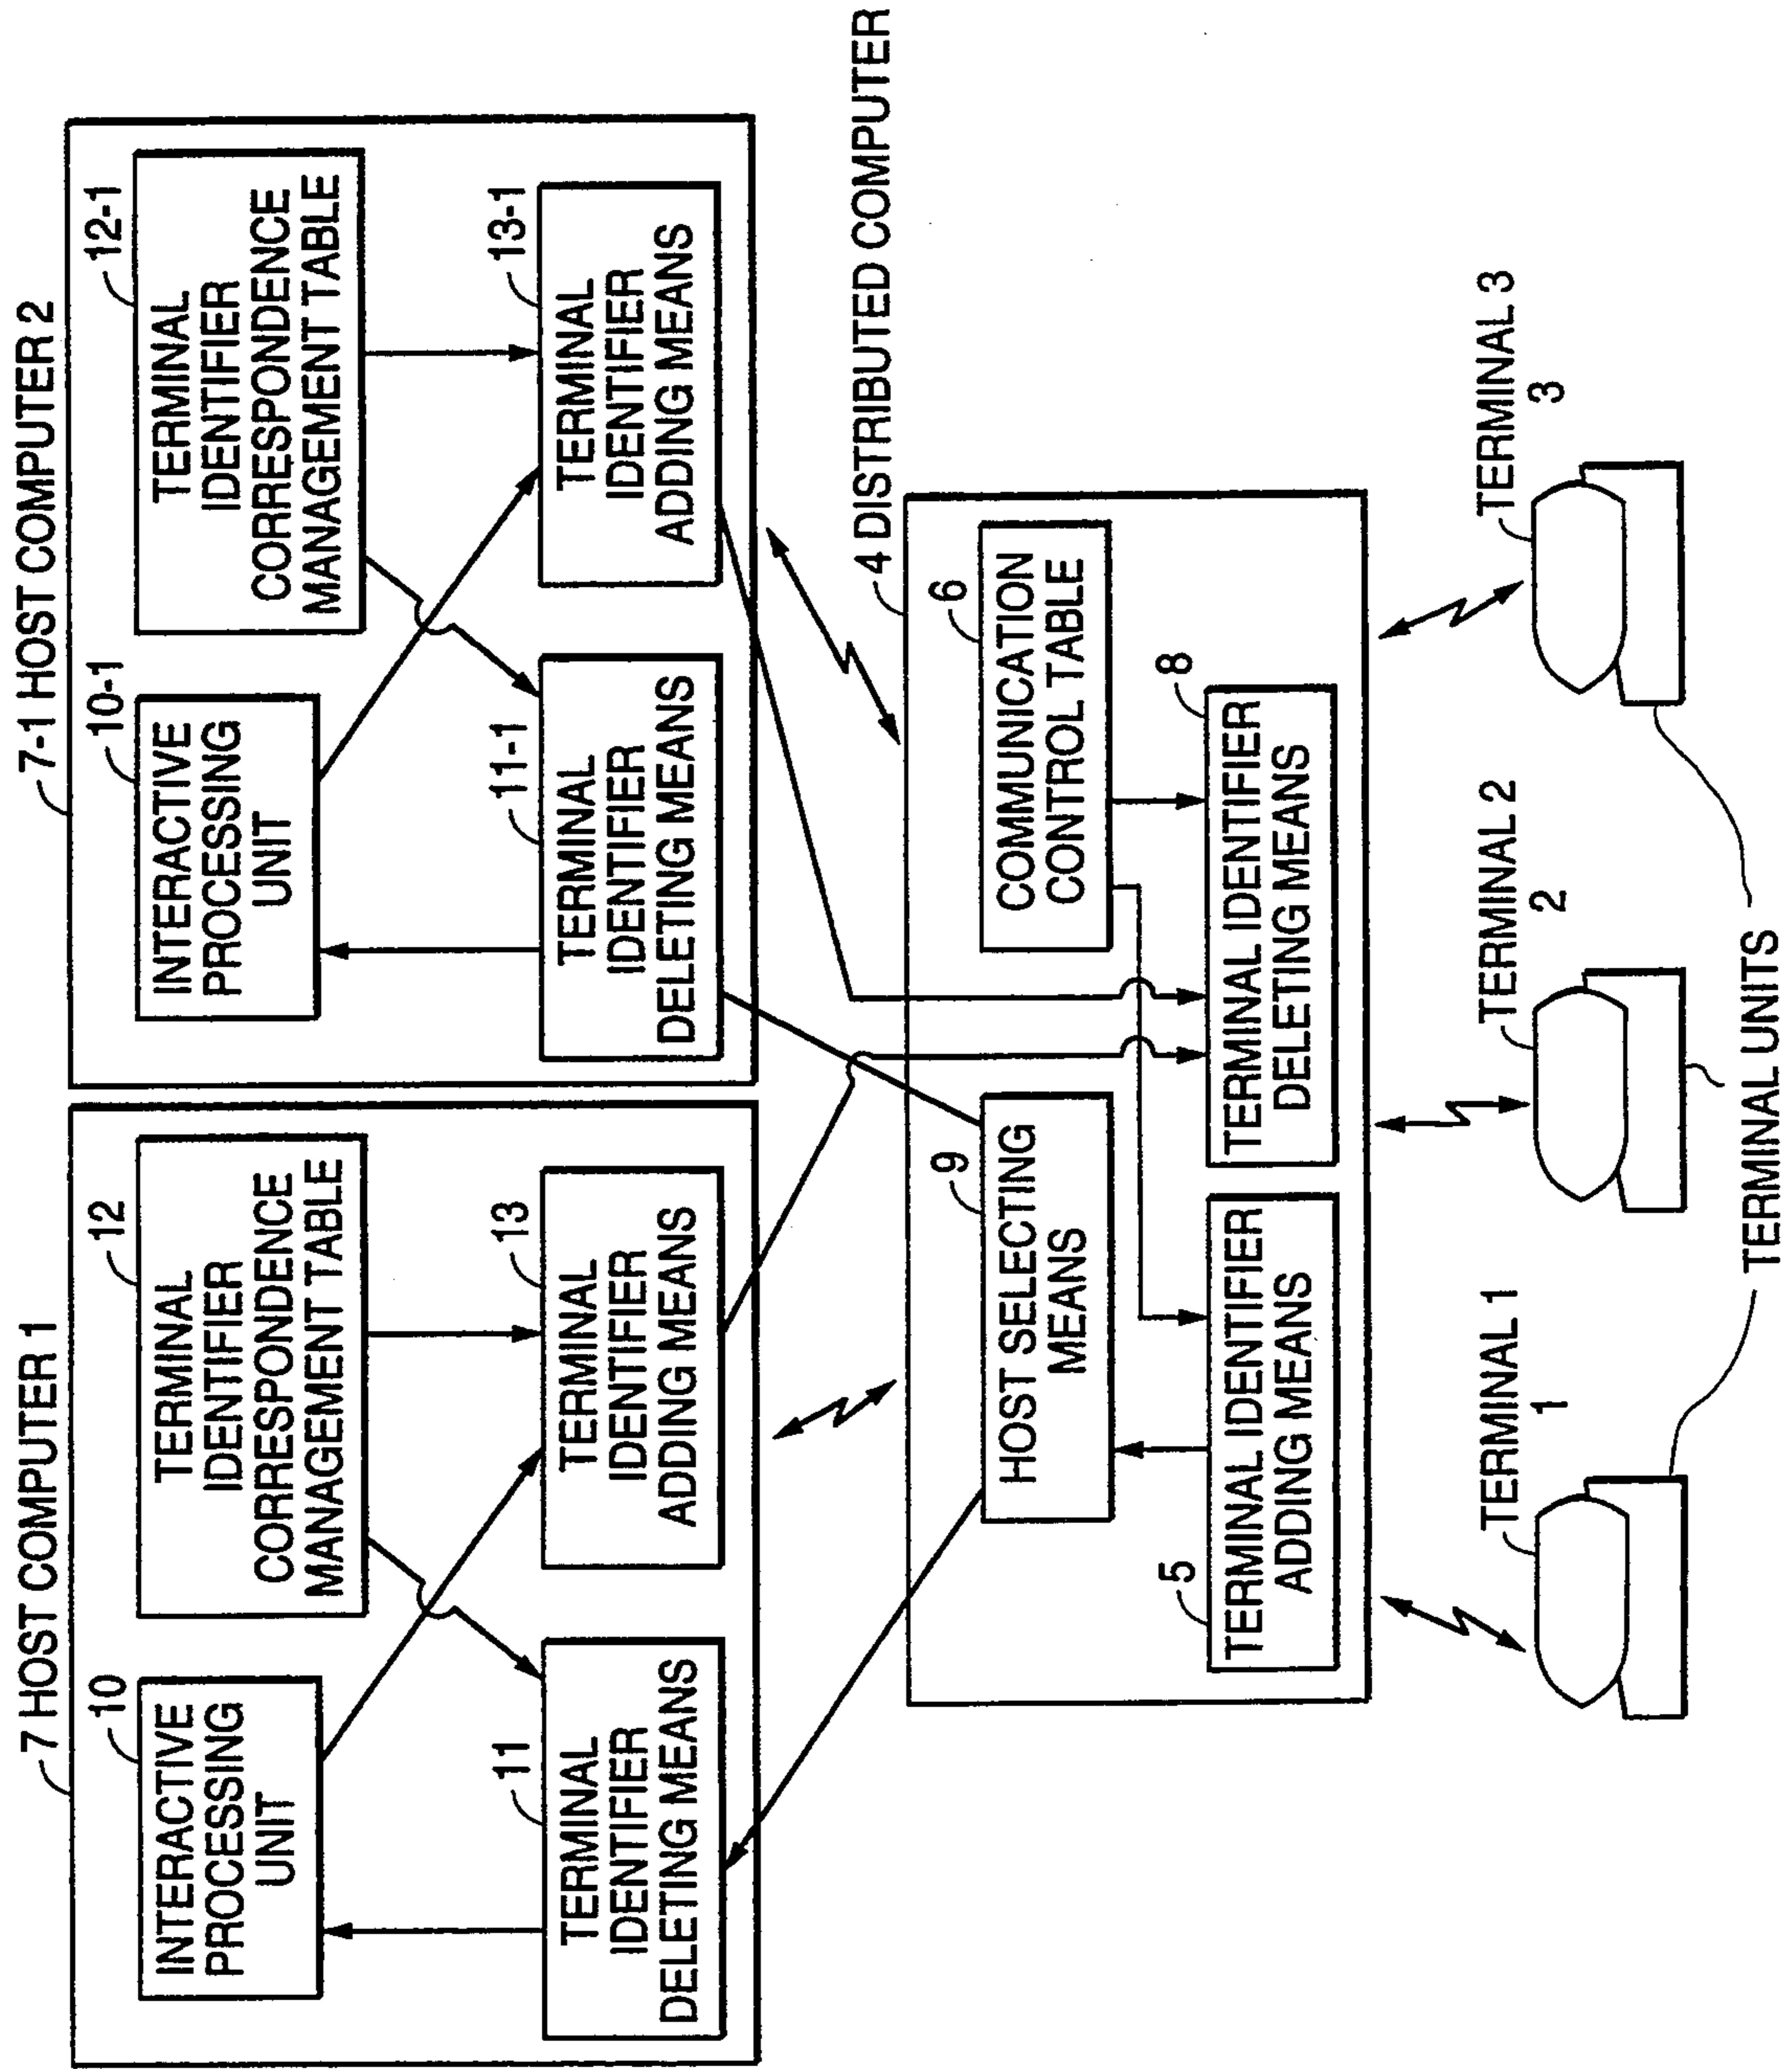 7 HOST COMPUTER 1
10
INTERACTIVE
PROCESSING
UNIT
12
TERMINAL
IDENTIFIER
CORRESPONDENCE
MANAGEMENT TABLE
11
TERMINAL
IDENTIFIER
DELETING MEANS
13
TERMINAL
IDENTIFIER
ADDING MEANS
7-1 HOST COMPUTER 2
10-1
INTERACTIVE
PROCESSING
UNIT
12-1
TERMINAL
IDENTIFIER
CORRESPONDENCE
MANAGEMENT TABLE
11-1
TERMINAL
IDENTIFIER
DELETING MEANS
13-1
TERMINAL
IDENTIFIER
ADDING MEANS
4 DISTRIBUTED COMPUTER
9
HOST SELECTING
MEANS
6
COMMUNICATION
CONTROL TABLE
5
TERMINAL IDENTIFIER
ADDING MEANS
8
TERMINAL IDENTIFIER
DELETING MEANS
TERMINAL 1
1
TERMINAL 2
2
TERMINAL 3
3
TERMINAL UNITS